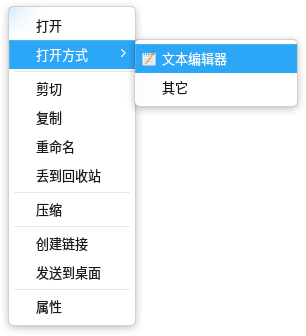 打开
打开方式
文本编辑器
其它
剪切
复制
重命名
丢到回收站
压缩
创建链接
发送到桌面
属性